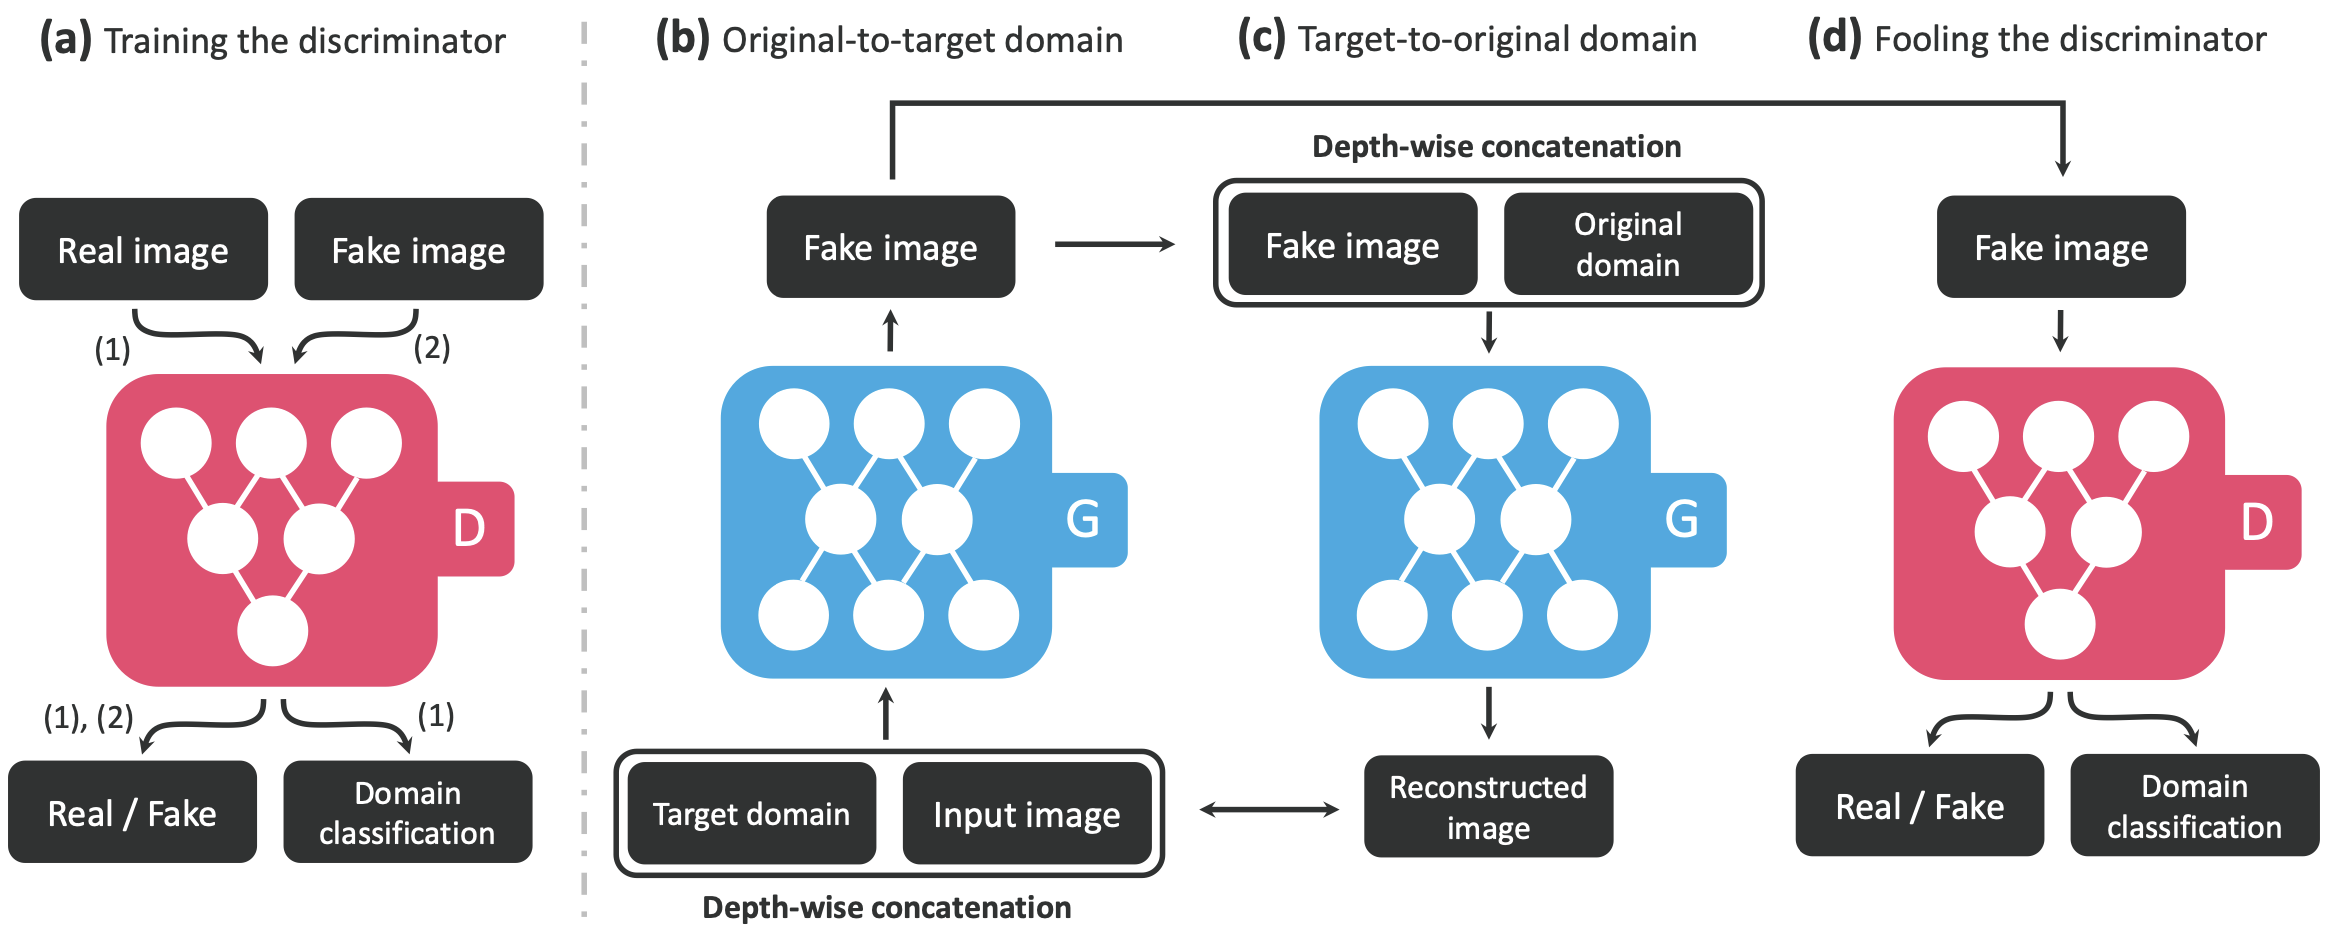 (a) Training the discriminator
Real image
Fake image
(1)
(2)
D
(1), (2)
(1)
Real / Fake
Domain
classification
(b) Original-to-target domain
Fake image
G
Target domain
Input image
Depth-wise concatenation
(c) Target-to-original domain
Depth-wise concatenation
Fake image
Original
domain
G
Reconstructed
image
(d) Fooling the discriminator
Fake image
D
Real / Fake
Domain
classification